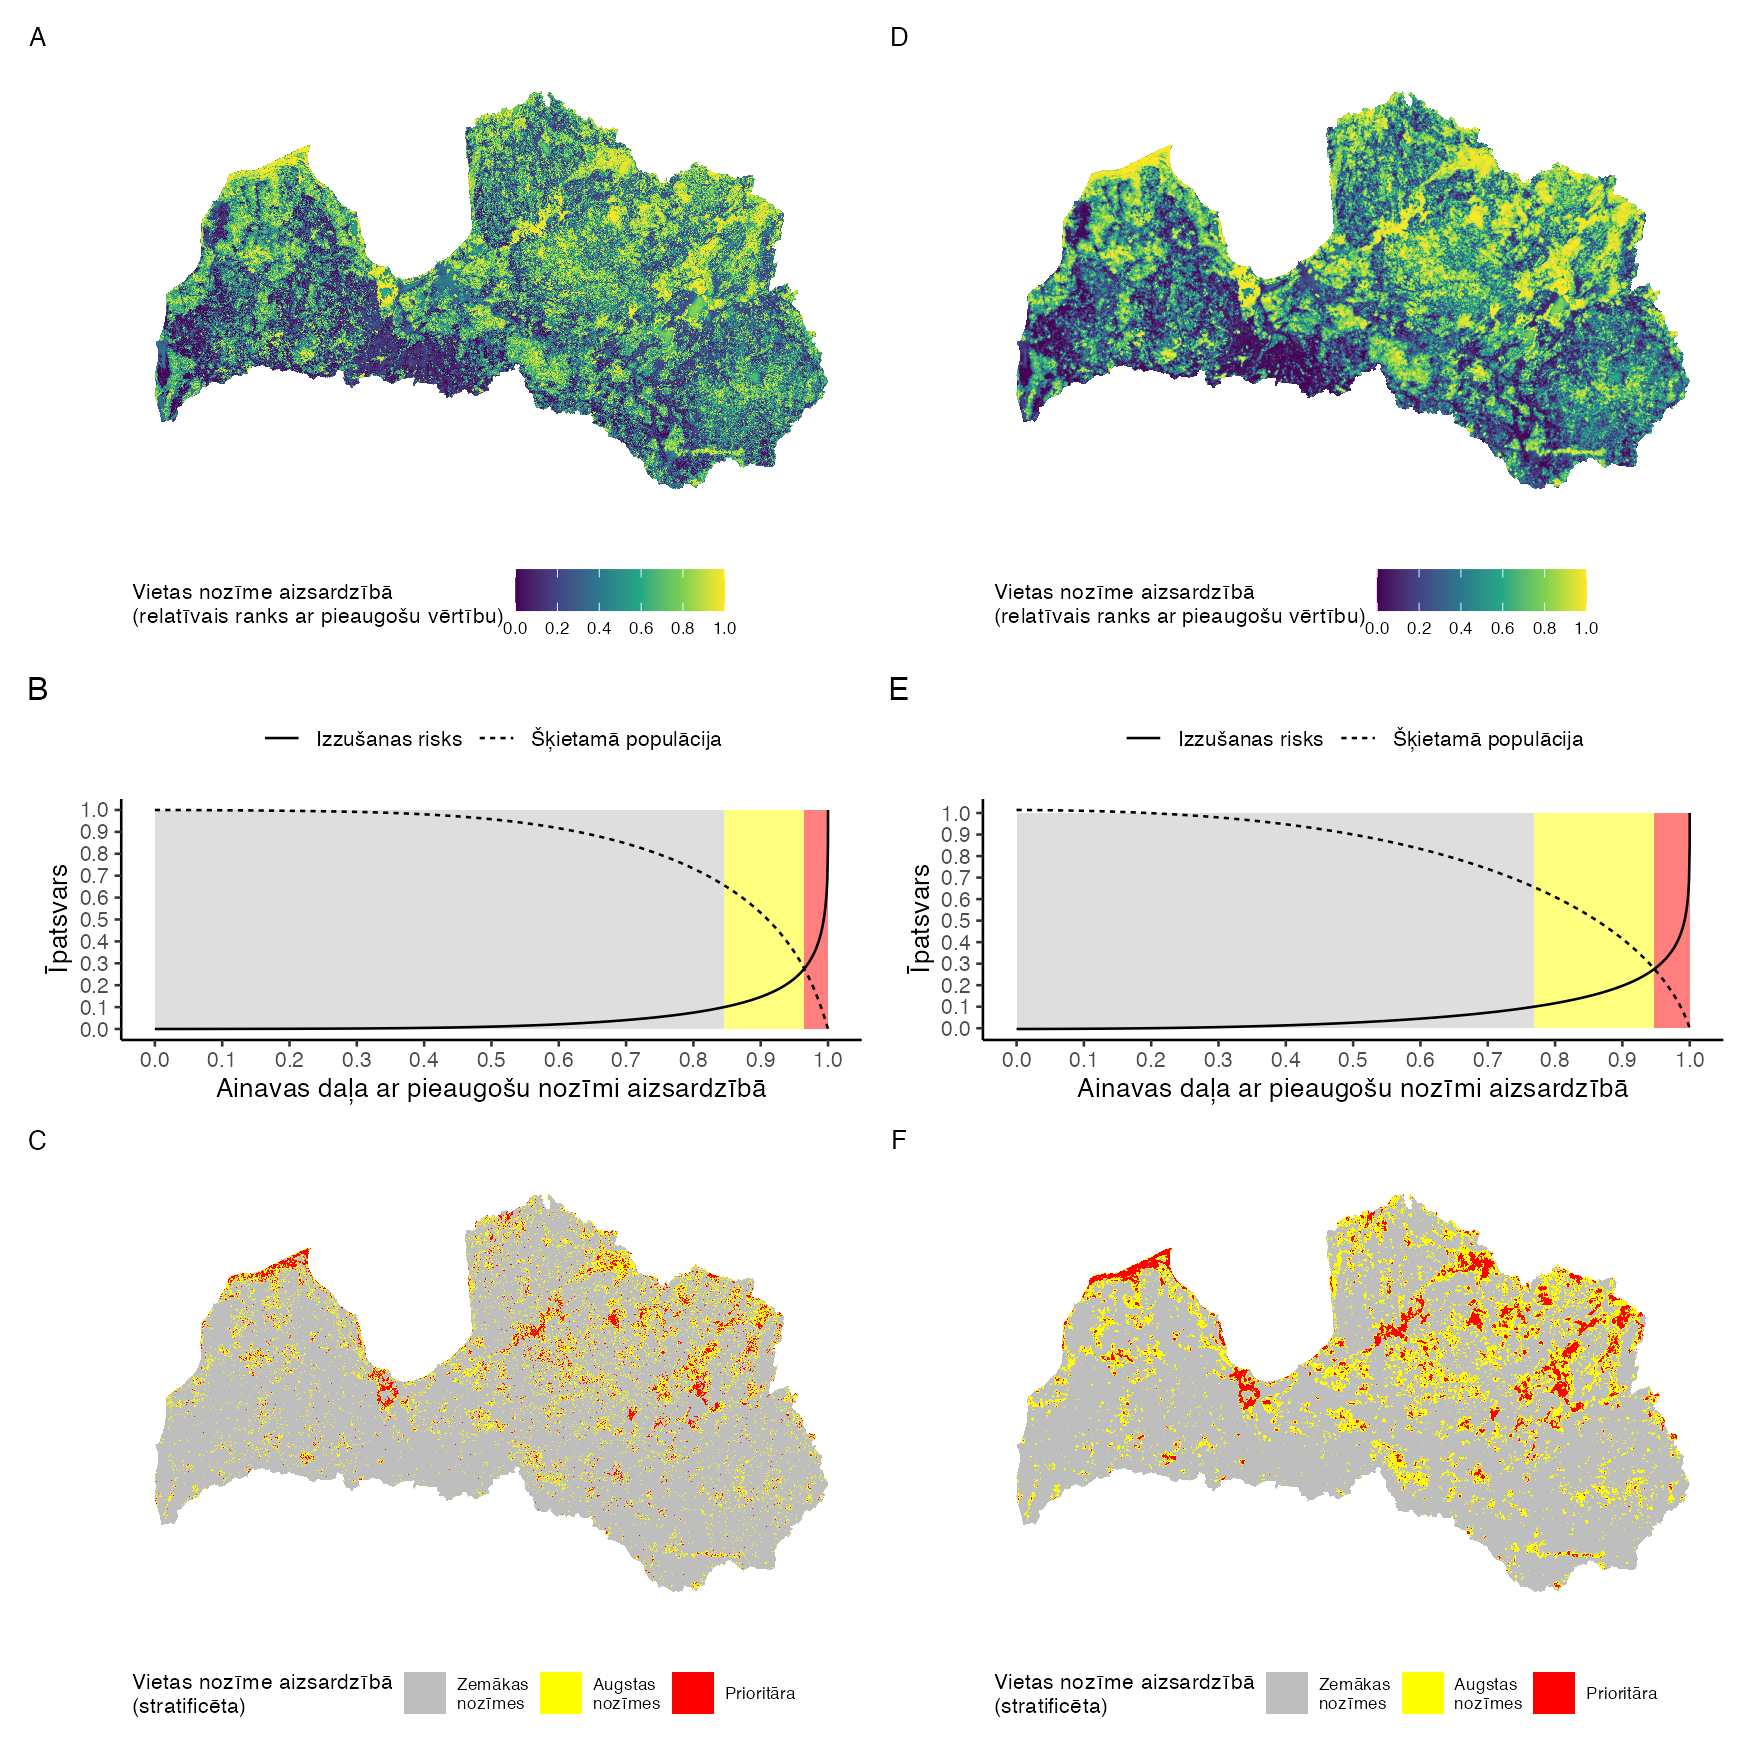 A
Vietas nozīme aizsardzībā
(relatīvais ranks ar pieaugošu vērtību)
0.0 0.2 0.4 0.6 0.8 1.0
B
Izzušanas risks
Šķietamā populācija
Īpatsvars
1.0
0.9
0.8
0.7
0.6
0.5
0.4
0.3
0.2
0.1
0.0
0.0 0.1 0.2 0.3 0.4 0.5 0.6 0.7 0.8 0.9 1.0
Ainavas daļa ar pieaugošu nozīmi aizsardzībā
C
Vietas nozīme aizsardzībā
(stratificēta)
Zemākas
nozīmes
Augstas
nozīmes
Prioritāra
D
Vietas nozīme aizsardzībā
(relatīvais ranks ar pieaugošu vērtību)
0.0 0.2 0.4 0.6 0.8 1.0
E
Izzušanas risks
Šķietamā populācija
Īpatsvars
1.0
0.9
0.8
0.7
0.6
0.5
0.4
0.3
0.2
0.1
0.0
0.0 0.1 0.2 0.3 0.4 0.5 0.6 0.7 0.8 0.9 1.0
Ainavas daļa ar pieaugošu nozīmi aizsardzībā
F
Vietas nozīme aizsardzībā
(stratificēta)
Zemākas
nozīmes
Augstas
nozīmes
Prioritāra